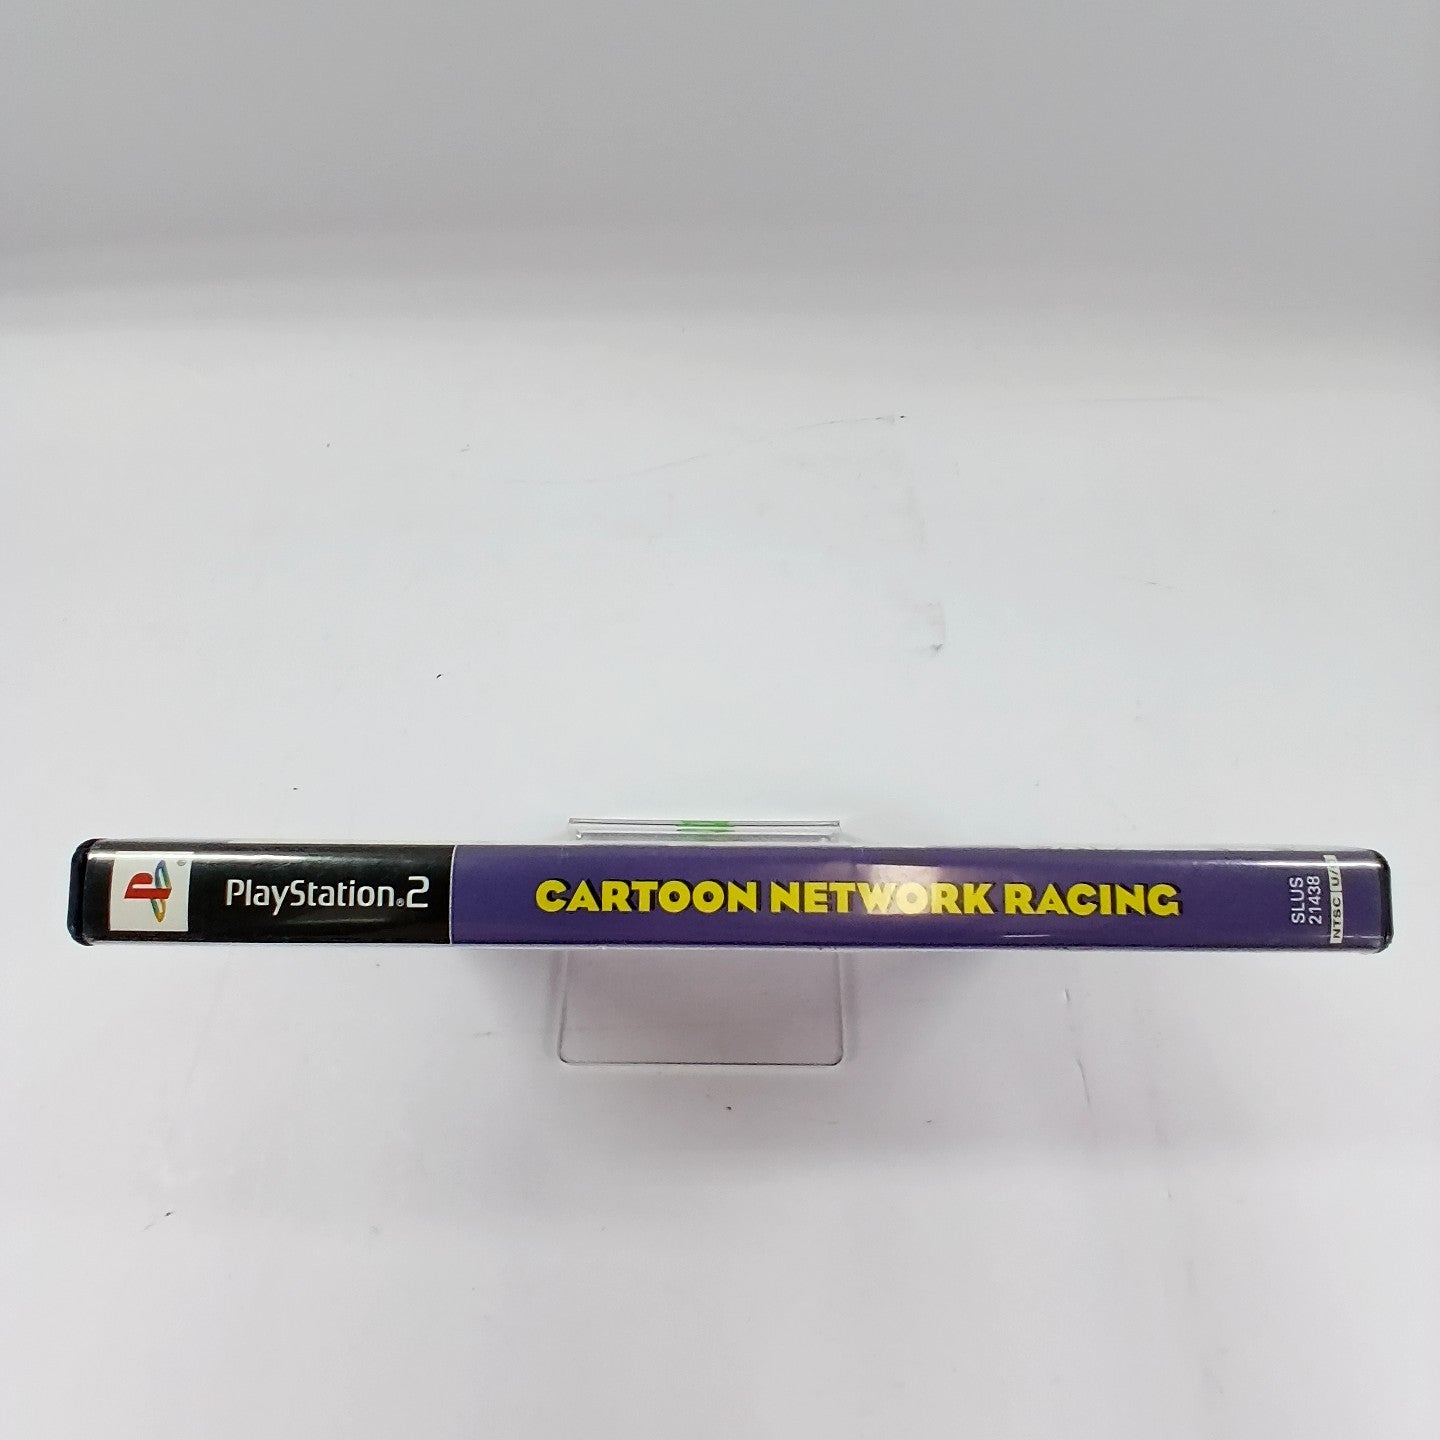 PlayStation®2
CARTOON NETWORK RACING
SLUS
21438
NTSC U/C